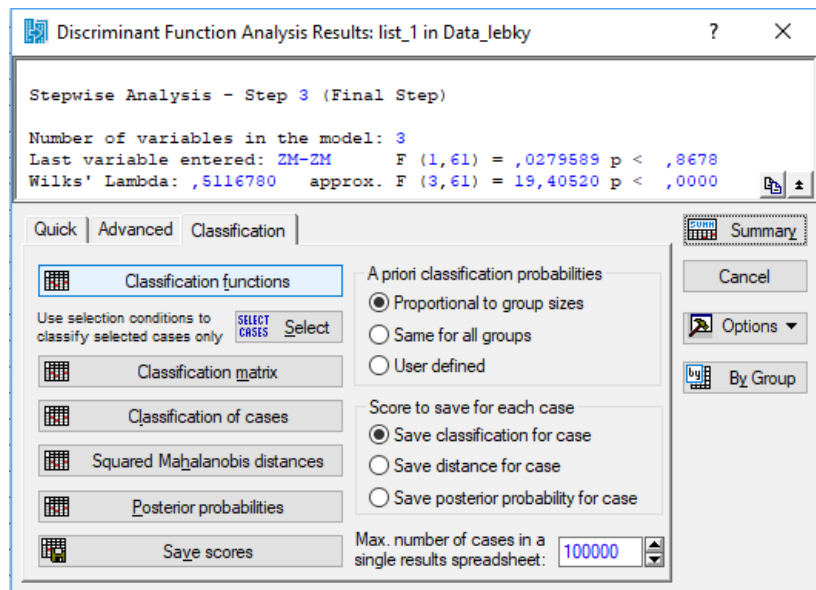 Discriminant Function Analysis Results: list_1 in Data_lebky ? ×
Stepwise Analysis - Step 3 (Final Step)
Number of variables in the model: 3
Last variable entered: ZM-ZM F (1,61) = ,0279589 p < ,8678
Wilks' Lambda: ,5116780 approx. F (3,61) = 19,40520 p < ,0000
Quick Advanced Classification
Classification functions
Use selection conditions to
classify selected cases only
SELECT
CASES
Select
Classification matrix
Classification of cases
Squared Mahalanobis distances
Posterior probabilities
Save scores
A priori classification probabilities
Proportional to group sizes
Same for all groups
User defined
Score to save for each case
Save classification for case
Save distance for case
Save posterior probability for case
Max. number of cases in a
single results spreadsheet:
100000
SUMM
Summary
Cancel
Options
by
By Group